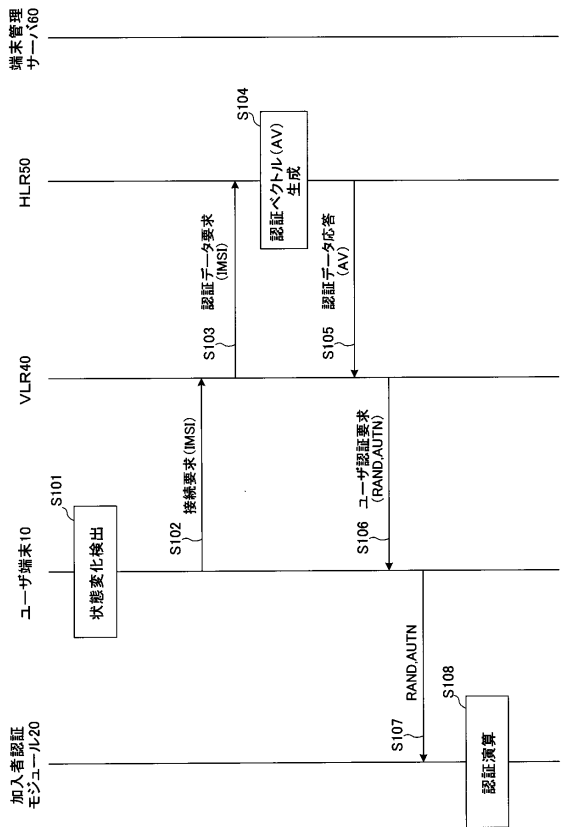 加入者認証
モジュール20
ユーザ端末10
VLR40
HLR50
端末管理
サーバ60
S101
状態変化検出
S102
接続要求(IMSI)
S103
認証データ要求
(IMSI)
S104
認証ベクトル(AV)
生成
S105
認証データ応答
(AV)
S106
ユーザ認証要求
(RAND,AUTN)
S107
RAND,AUTN
S108
認証演算